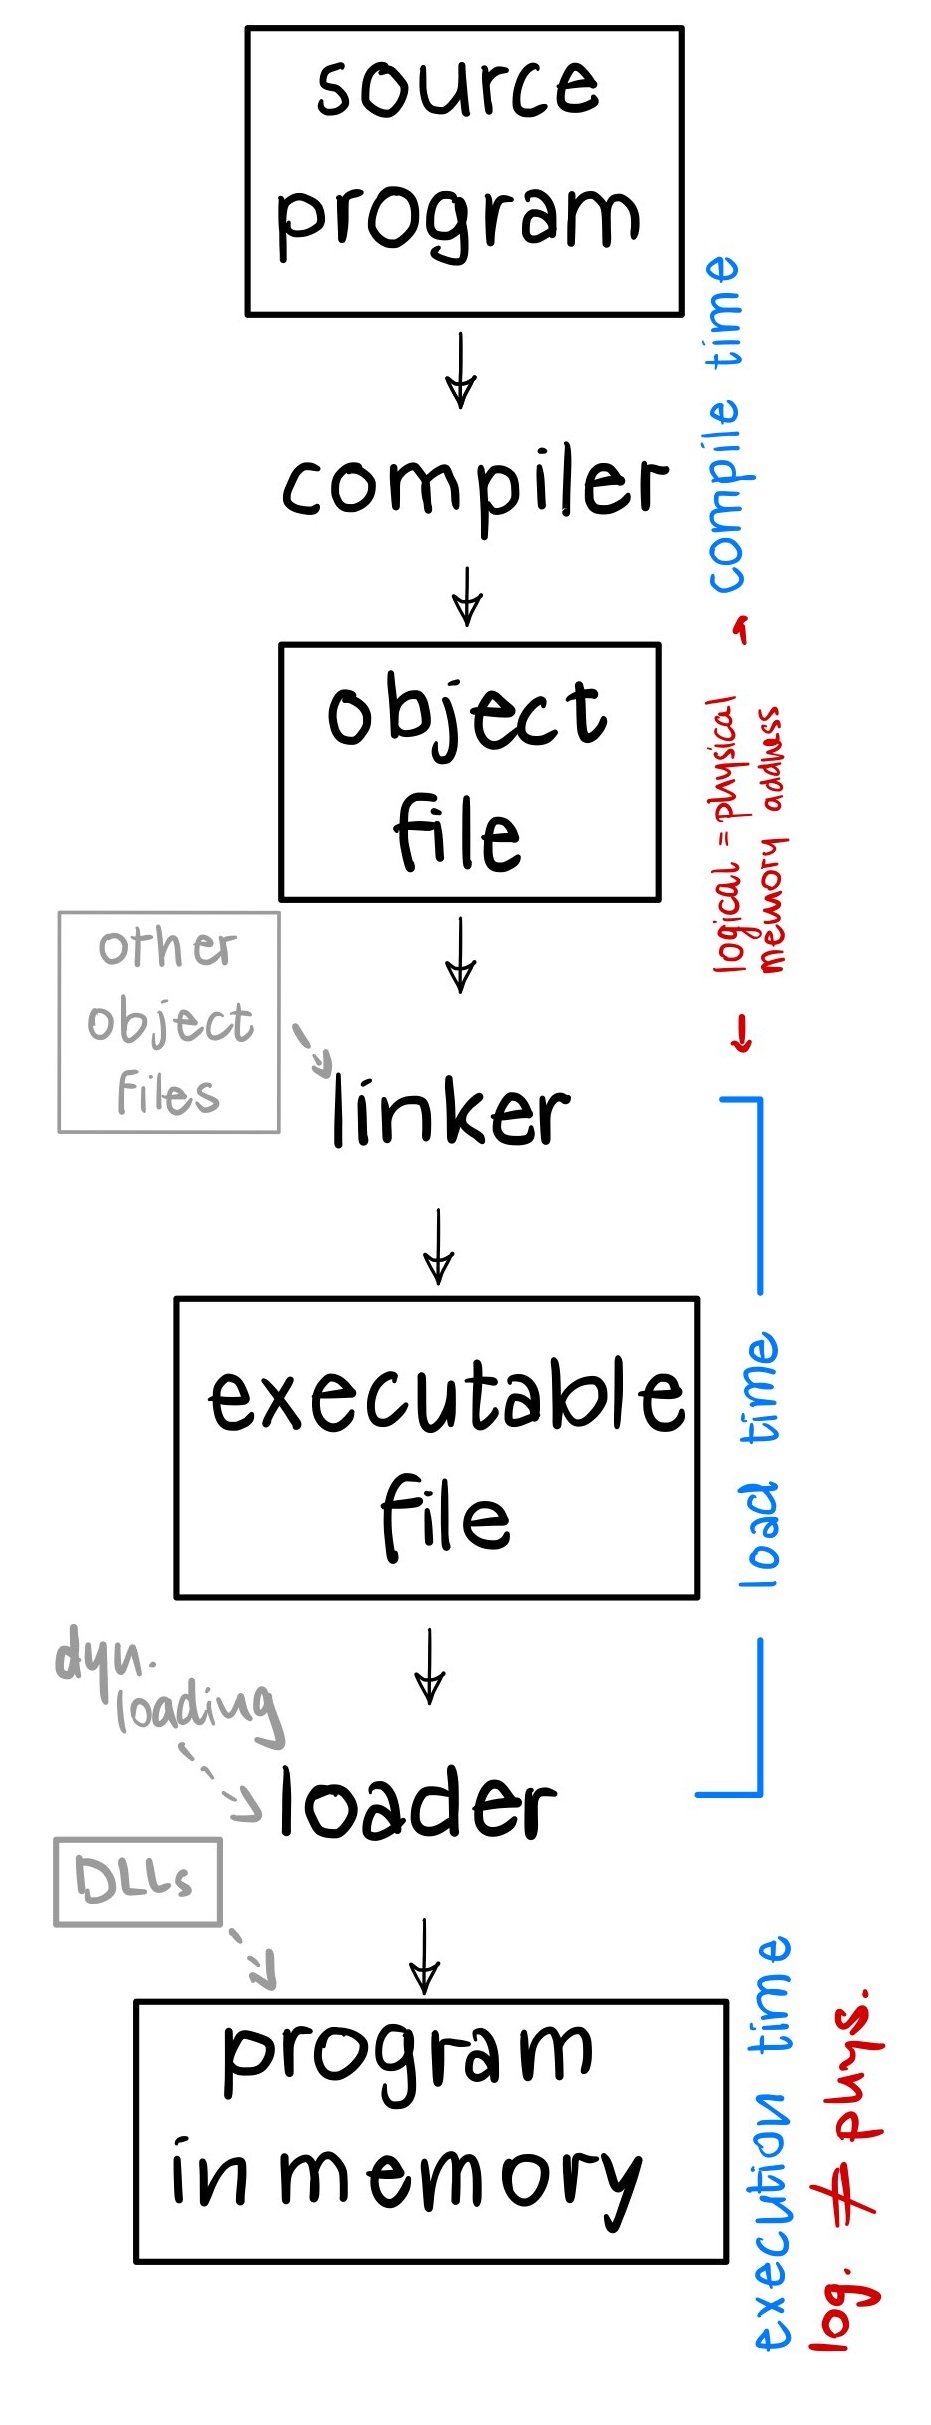 source
program
compile time
compiler
object
file
logical = physical
memory address
other
object
files
linker
executable
file
load time
dyn.
loading
loader
DLLs
program
in memory
execution time
log. ≠ phys.